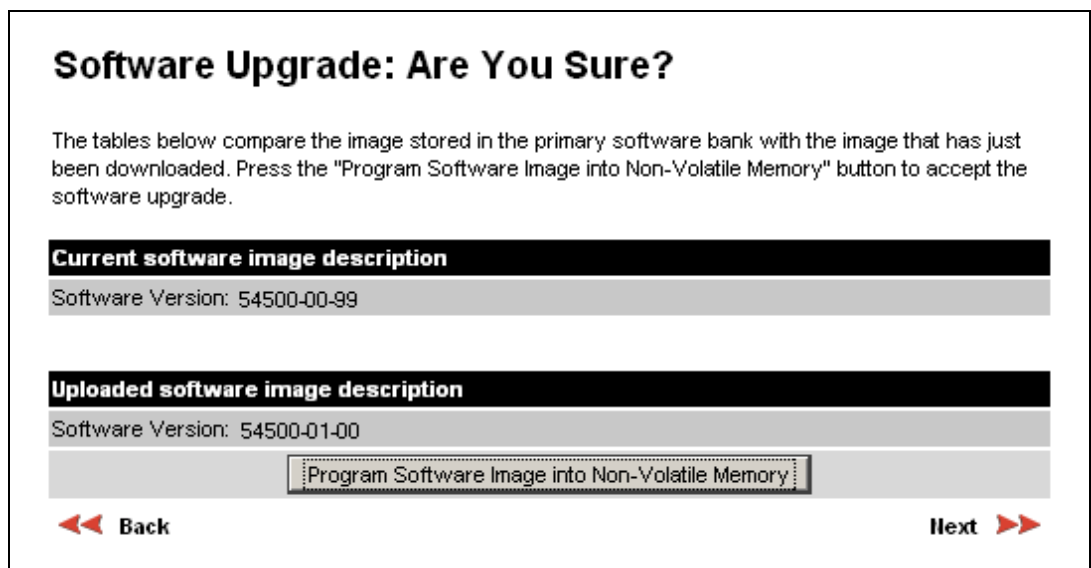 Software Upgrade: Are You Sure?
The tables below compare the image stored in the primary software bank with the image that has just
been downloaded. Press the "Program Software Image into Non-Volatile Memory" button to accept the
software upgrade.
Current software image description
Software Version: 54500-00-99
Uploaded software image description
Software Version: 54500-01-00
Program Software Image into Non-Volatile Memory
Back Next